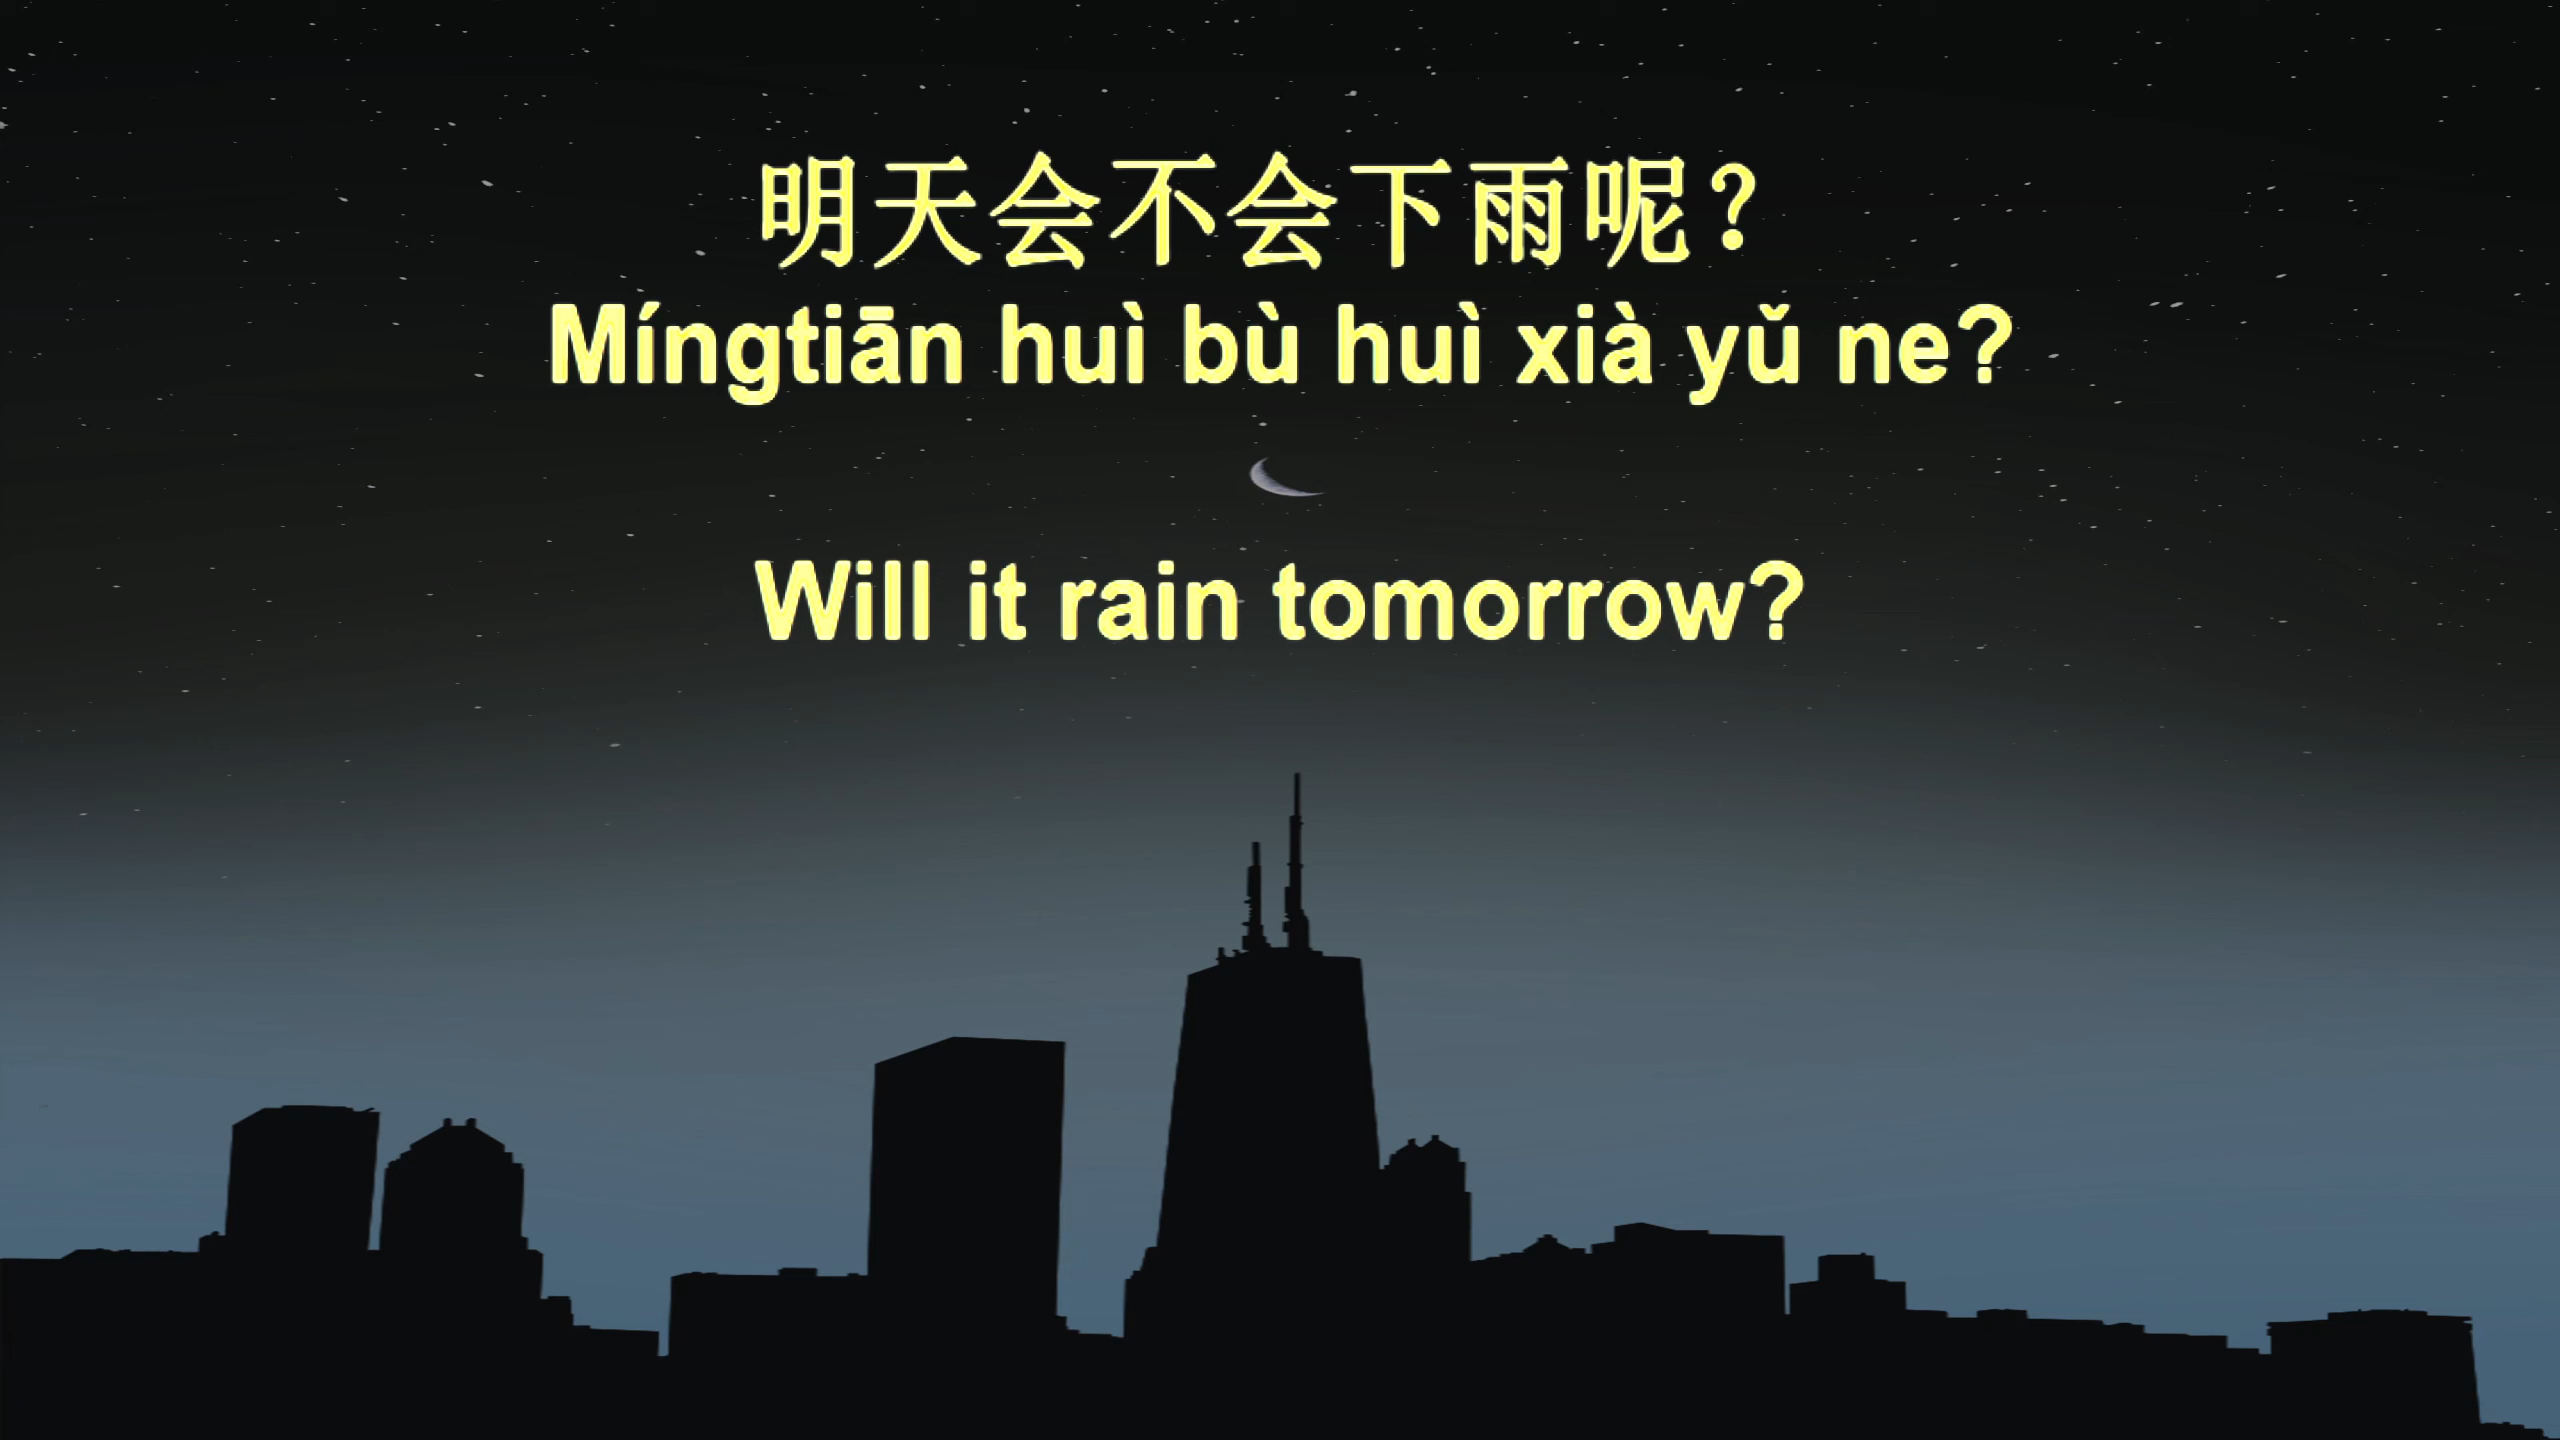 明天会不会下雨呢？
Míngtiān huì bù huì xià yǔ ne?
Will it rain tomorrow?